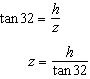 tan 32 = h/z
z = h/tan 32